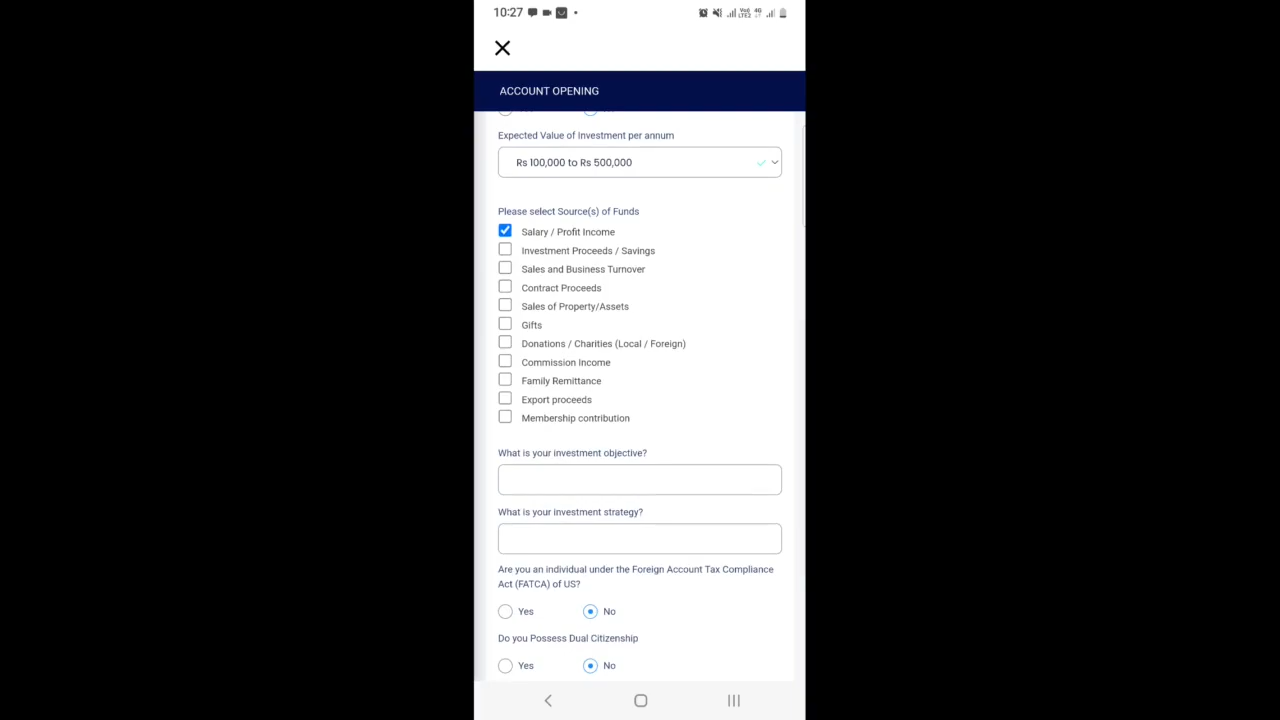 10:27
Vo6 4G
LTE2
ACCOUNT OPENING
Expected Value of Investment per annum
Rs 100,000 to Rs 500,000
Please select Source(s) of Funds
Salary / Profit Income
Investment Proceeds / Savings
Sales and Business Turnover
Contract Proceeds
Sales of Property/Assets
Gifts
Donations / Charities (Local / Foreign)
Commission Income
Family Remittance
Export proceeds
Membership contribution
What is your investment objective?
What is your investment strategy?
Are you an individual under the Foreign Account Tax Compliance
Act (FATCA) of US?
Yes No
Do you Possess Dual Citizenship
Yes No